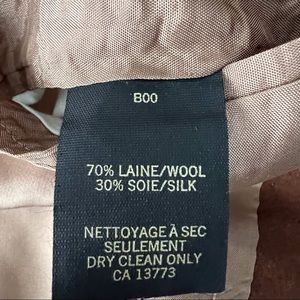 B00
70% LAINE/WOOL
30% SOIE/SILK
NETTOYAGE À SEC
SEULEMENT
DRY CLEAN ONLY
CA 13773